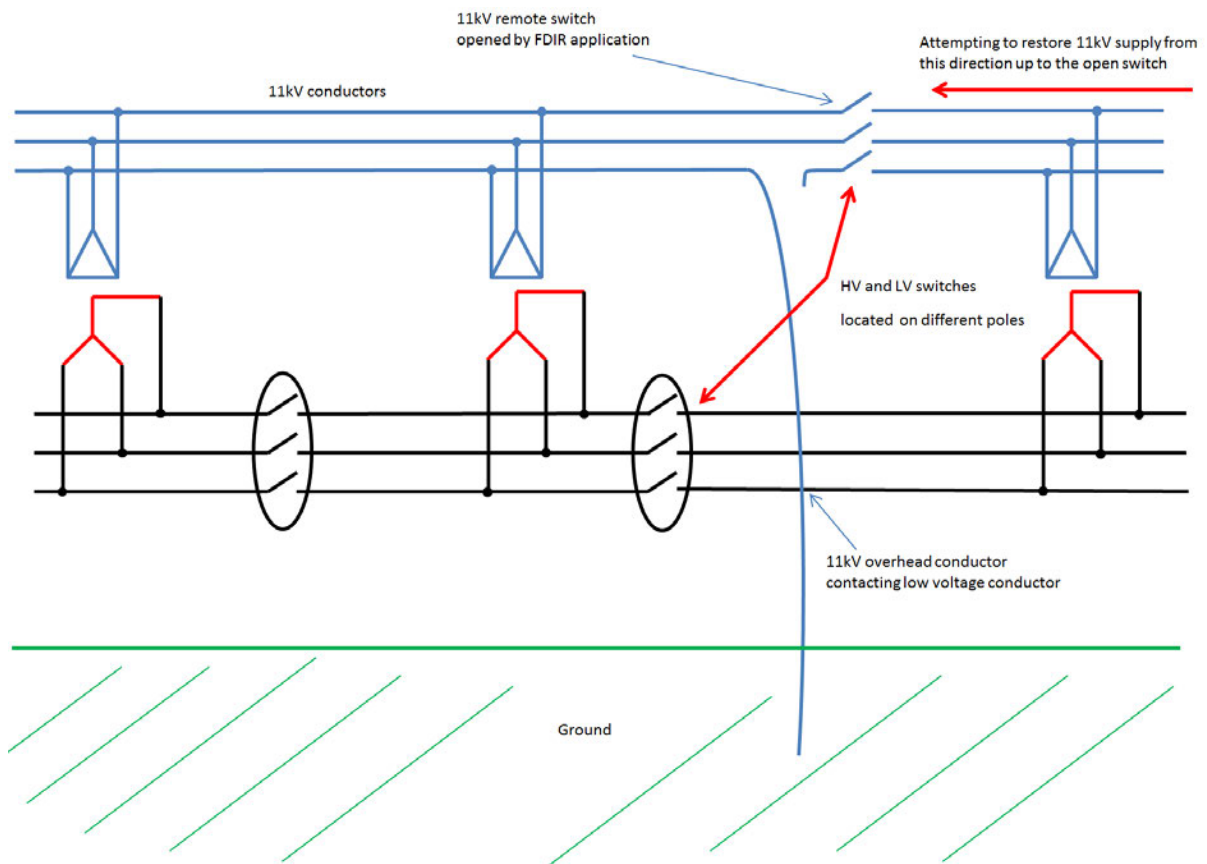 11kV remote switch
opened by FDIR application
Attempting to restore 11kV supply from
this direction up to the open switch
11kV conductors
HV and LV switches
located on different poles
11kV overhead conductor
contacting low voltage conductor
Ground